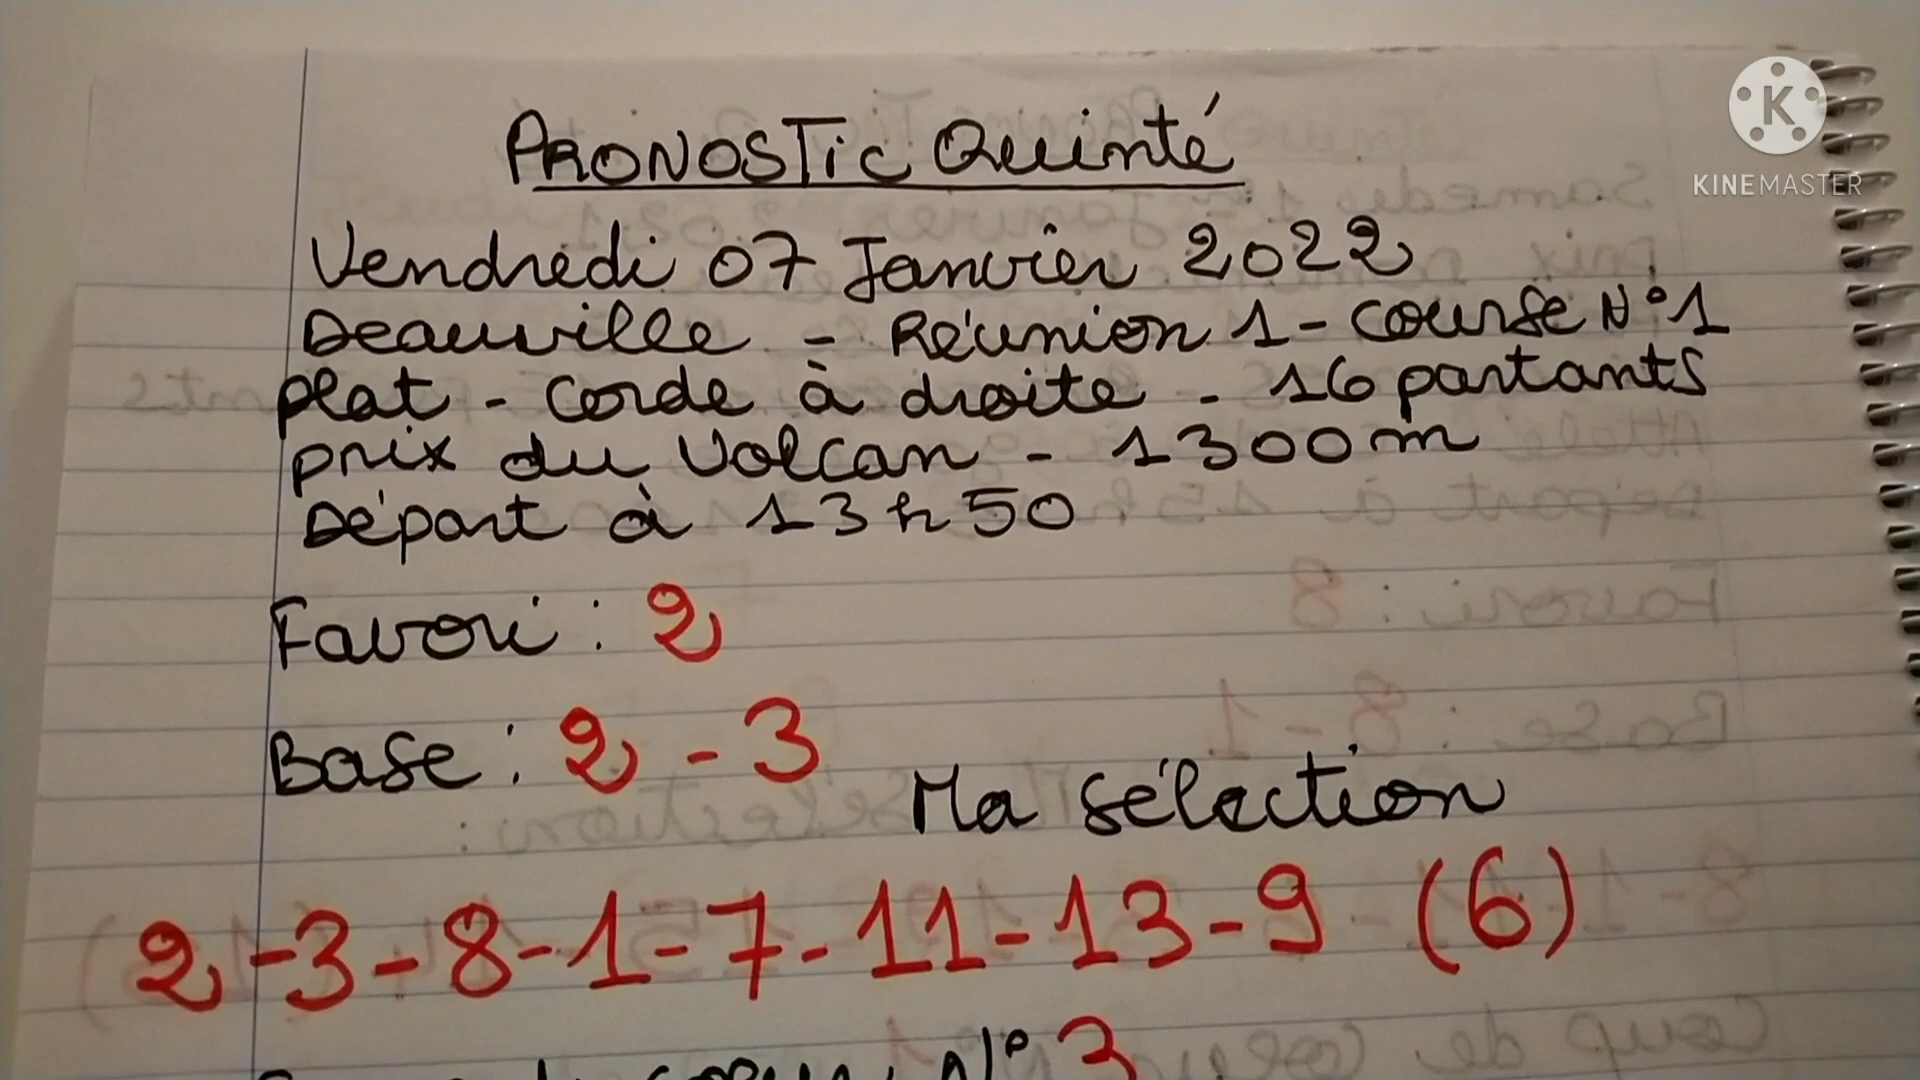 PRONOSTIC Quinté
K
KINEMASTER
Vendredi 07 Janvier 2022
Deauville - Réunion 1 - course N°1
plat - corde à droite - 16 partants
prix du Volcan - 1300m
Départ à 13h50
Favori : 2
Base : 2 - 3
Ma sélection
2 - 3 - 8 - 1 - 7 - 11 - 13 - 9 (6)
N° 3